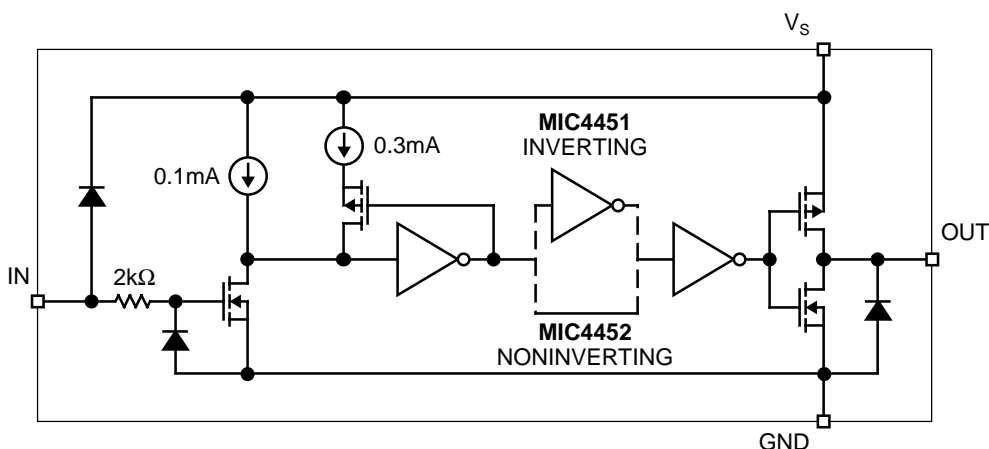 V_S
MIC4451
INVERTING
0.3mA
0.1mA
OUT
IN
2kΩ
MIC4452
NONINVERTING
GND